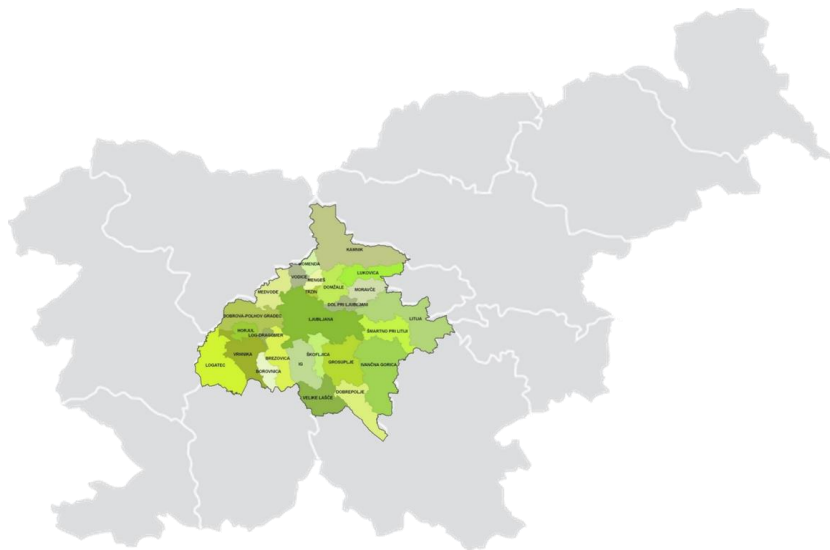 KAMNIK
KOMENDA
LUKOVICA
VODICE
MENGEŠ
DOMŽALE
MEDVODE
TRZIN
MORAVČE
DOL PRI LJUBLJANI
DOBROVA-POLHOV GRADEC
LJUBLJANA
LITIJA
HORJUL
ŠMARTNO PRI LITIJI
LOG-DRAGOMER
VRHNIKA
BREZOVICA
ŠKOFLJICA
LOGATEC
IG
GROSUPLJE
IVANČNA GORICA
BOROVNICA
DOBREPOLJE
VELIKE LAŠČE